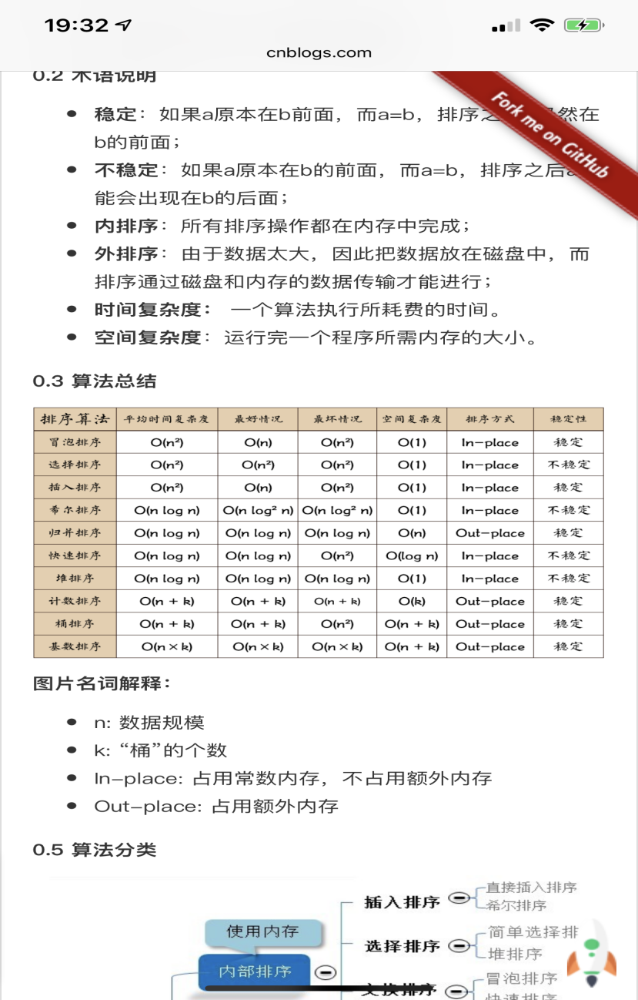 19:32
cnblogs.com
0.2 术语说明
稳定：如果a原本在b前面，而a=b，排序之 然在
b的前面；
不稳定：如果a原本在b的前面，而a=b，排序之后
能会出现在b的后面；
内排序：所有排序操作都在内存中完成；
外排序：由于数据太大，因此把数据放在磁盘中，而
排序通过磁盘和内存的数据传输才能进行；
时间复杂度： 一个算法执行所耗费的时间。
空间复杂度：运行完一个程序所需内存的大小。
Fork me on GitHub
0.3 算法总结
排序算法 平均时间复杂度 最好情况 最坏情况 空间复杂度 排序方式 稳定性
冒泡排序 O(n²) O(n) O(n²) O(1) In-place 稳定
选择排序 O(n²) O(n²) O(n²) O(1) In-place 不稳定
插入排序 O(n²) O(n) O(n²) O(1) In-place 稳定
希尔排序 O(n log n) O(n log² n) O(n log² n) O(1) In-place 不稳定
归并排序 O(n log n) O(n log n) O(n log n) O(n) Out-place 稳定
快速排序 O(n log n) O(n log n) O(n²) O(log n) In-place 不稳定
堆排序 O(n log n) O(n log n) O(n log n) O(1) In-place 不稳定
计数排序 O(n + k) O(n + k) O(n + k) O(k) Out-place 稳定
桶排序 O(n + k) O(n + k) O(n²) O(n + k) Out-place 稳定
基数排序 O(n×k) O(n×k) O(n×k) O(n + k) Out-place 稳定
图片名词解释：
n: 数据规模
k: “桶”的个数
In-place: 占用常数内存，不占用额外内存
Out-place: 占用额外内存
0.5 算法分类
使用内存
内部排序
插入排序
直接插入排序
希尔排序
选择排序
简单选择排
堆排序
交换排序
冒泡排序
快速排序